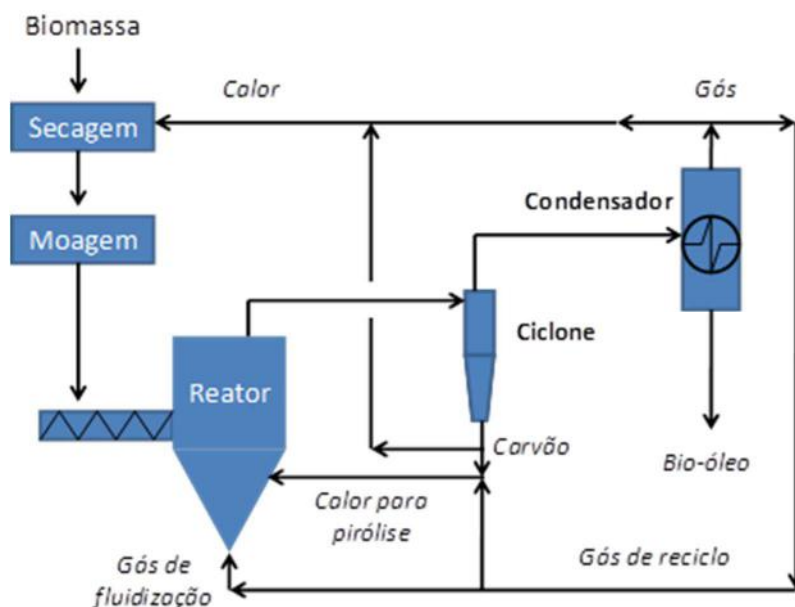 Biomassa
Calor
Gás
Secagem
Condensador
Moagem
Ciclone
Reator
Carvão
Bio-óleo
Calor para
pirólise
Gás de reciclo
Gás de
fluidização